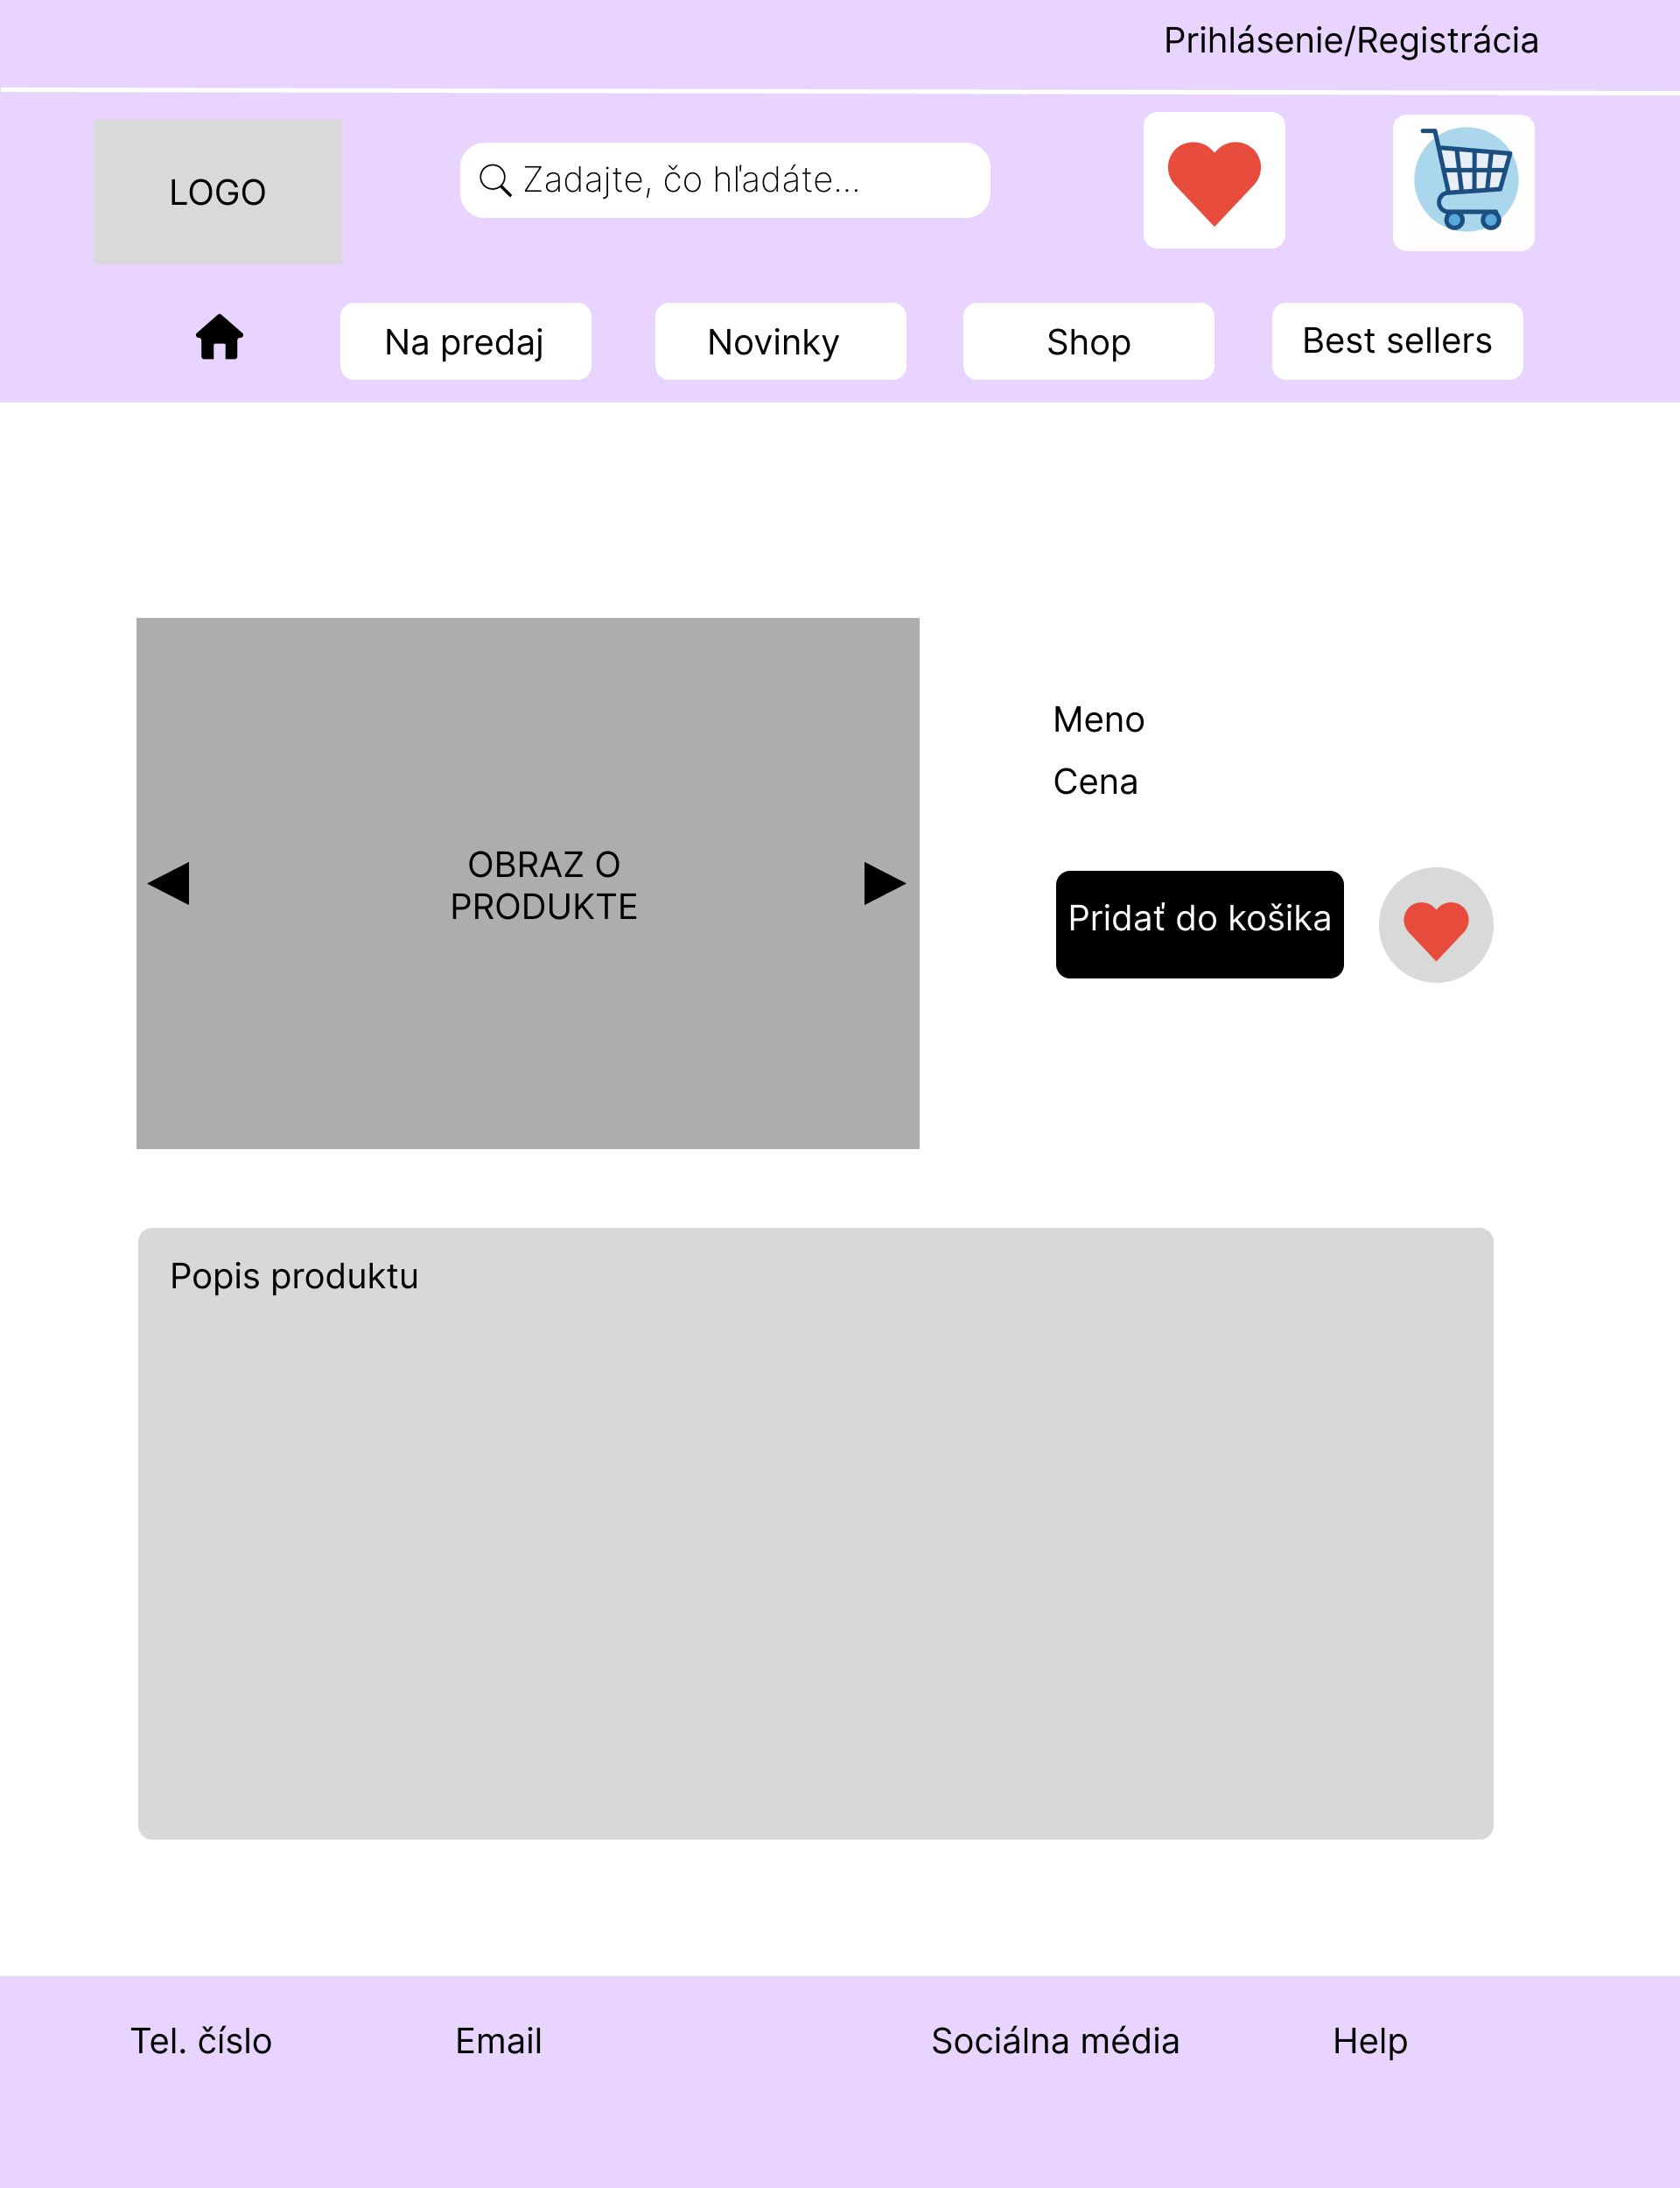 Prihlásenie/Registrácia
LOGO
Zadajte, čo hľadáte...
Na predaj
Novinky
Shop
Best sellers
OBRAZ O
PRODUKTE
Meno
Cena
Pridať do košika
Popis produktu
Tel. číslo
Email
Sociálna média
Help